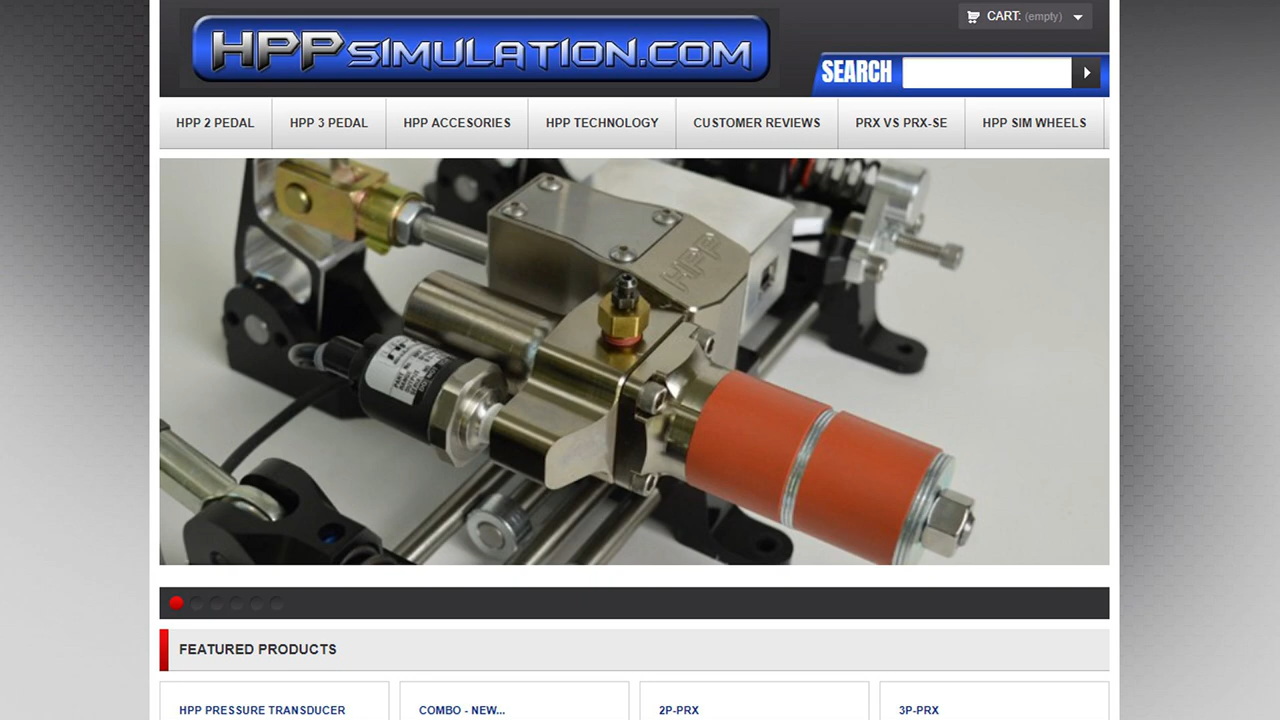 HPPSIMULATION.COM
CART: (empty)
SEARCH
HPP 2 PEDAL
HPP 3 PEDAL
HPP ACCESORIES
HPP TECHNOLOGY
CUSTOMER REVIEWS
PRX VS PRX-SE
HPP SIM WHEELS
HPP
FEATURED PRODUCTS
HPP PRESSURE TRANSDUCER
COMBO - NEW...
2P-PRX
3P-PRX